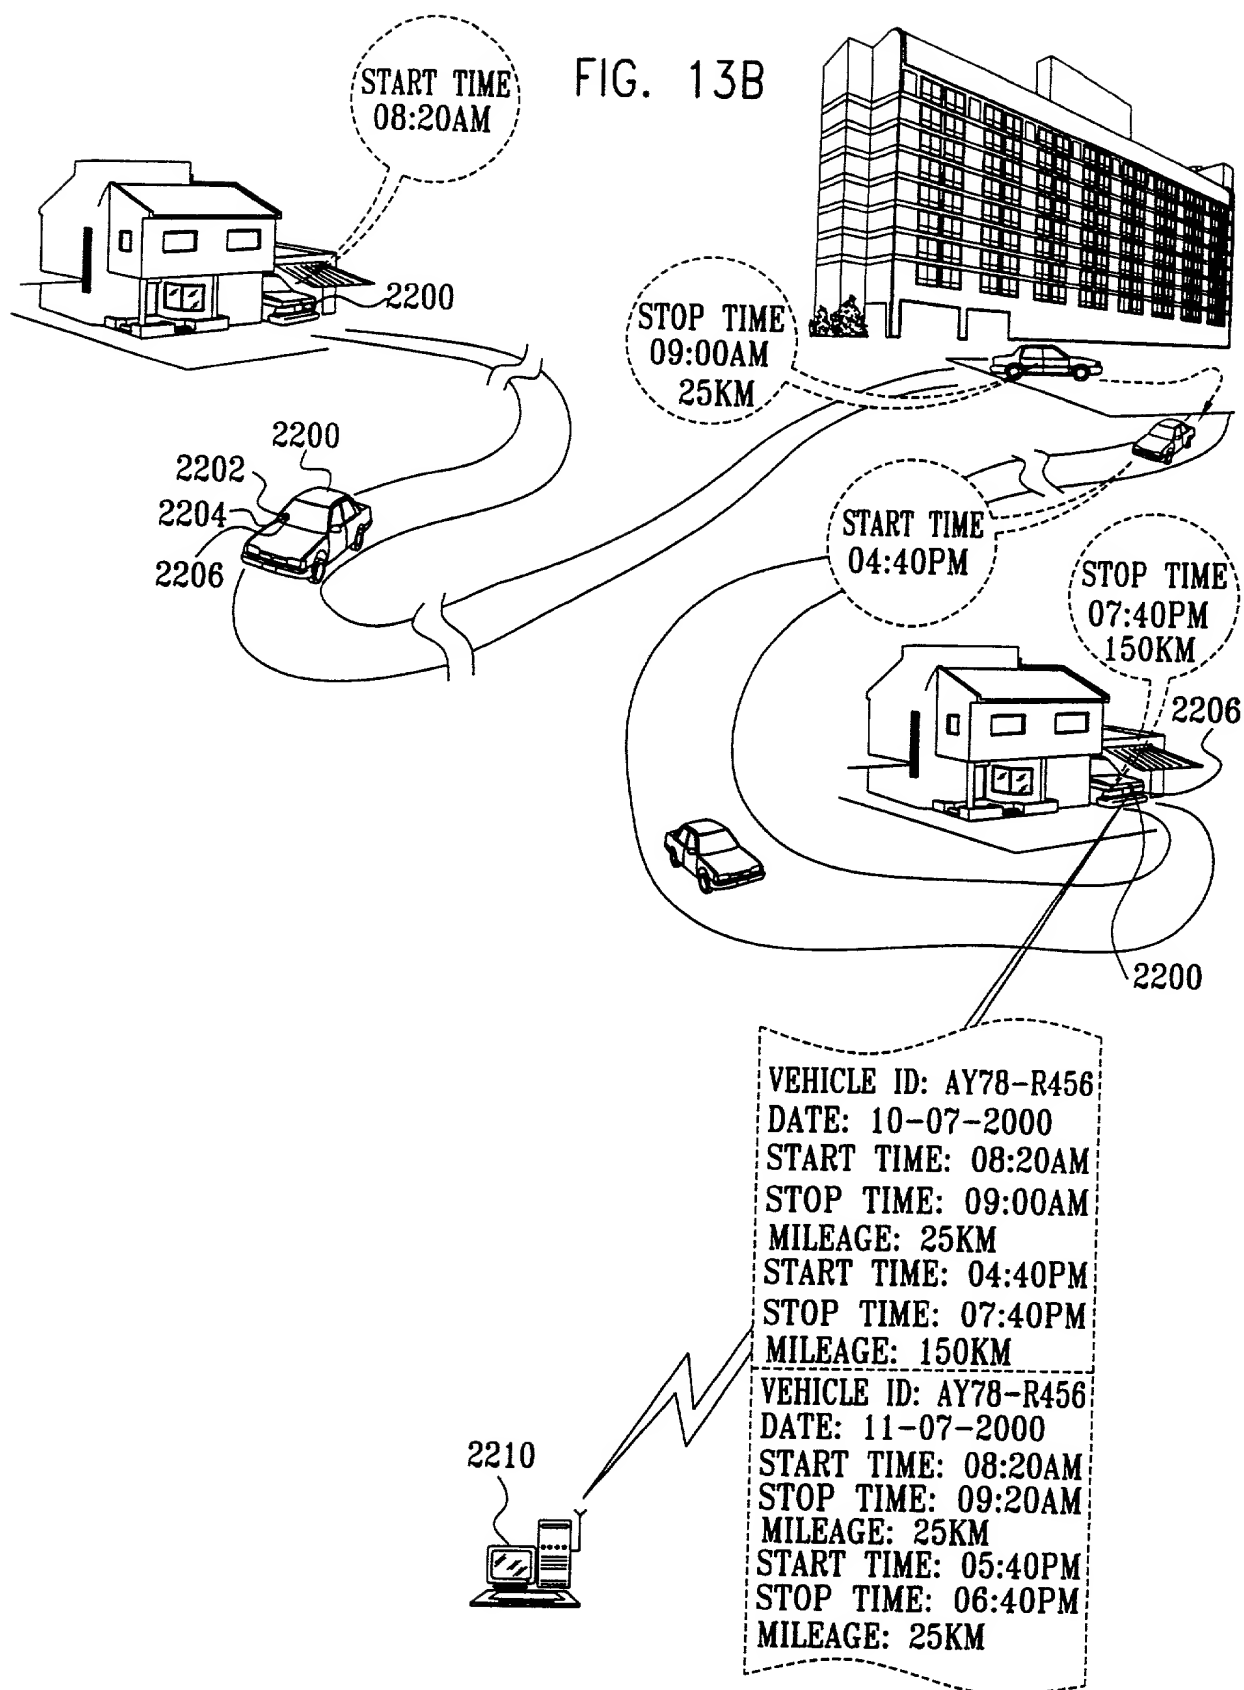 FIG. 13B
START TIME
08:20AM
2200
STOP TIME
09:00AM
25KM
2200
2202
2204
2206
START TIME
04:40PM
STOP TIME
07:40PM
150KM
2206
2200
VEHICLE ID: AY78-R456
DATE: 10-07-2000
START TIME: 08:20AM
STOP TIME: 09:00AM
MILEAGE: 25KM
START TIME: 04:40PM
STOP TIME: 07:40PM
MILEAGE: 150KM
VEHICLE ID: AY78-R456
DATE: 11-07-2000
START TIME: 08:20AM
STOP TIME: 09:20AM
MILEAGE: 25KM
START TIME: 05:40PM
STOP TIME: 06:40PM
MILEAGE: 25KM
2210